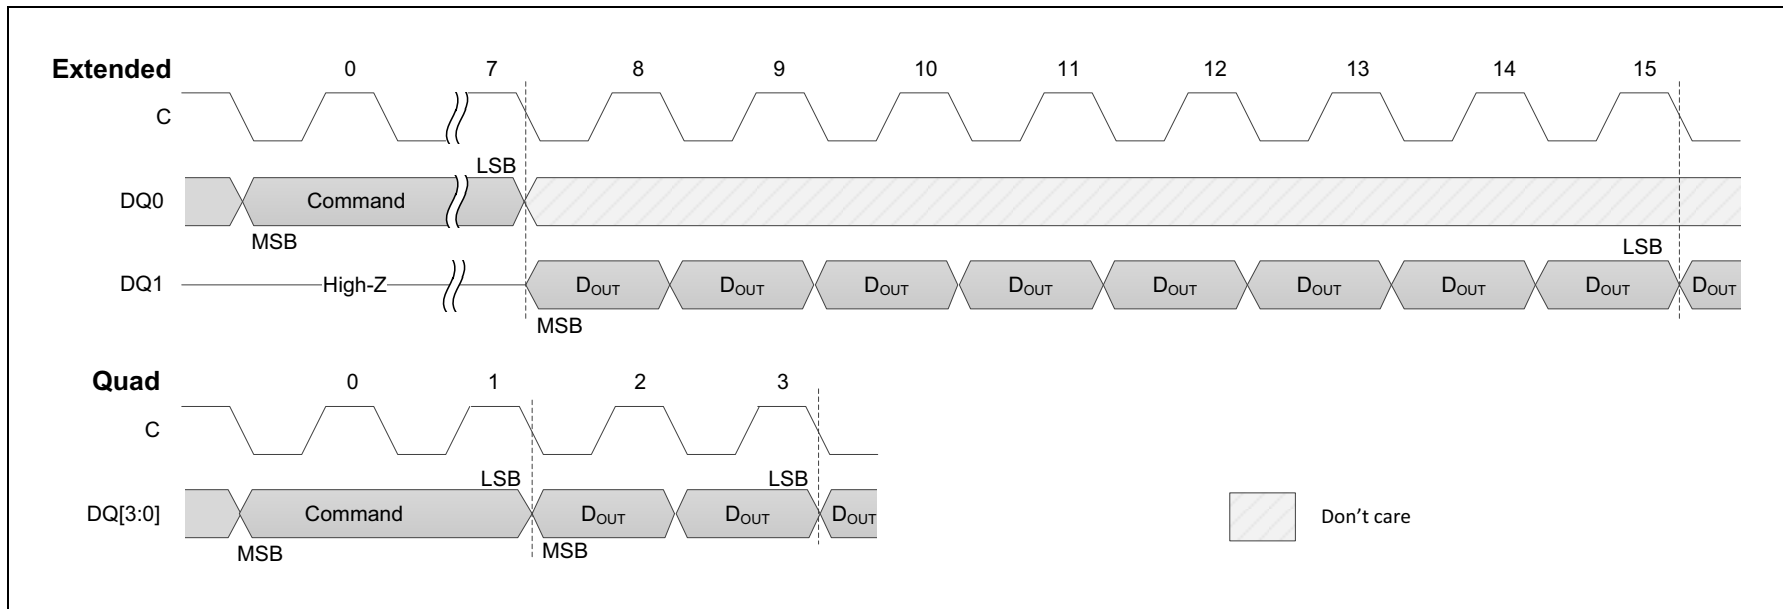 Extended 0 7 8 9 10 11 12 13 14 15
C
LSB
DQ0 Command
MSB LSB
DQ1 High-Z DOUT DOUT DOUT DOUT DOUT DOUT DOUT DOUT DOUT
MSB
Quad 0 1 2 3
C
LSB LSB
DQ[3:0] Command DOUT DOUT DOUT Don’t care
MSB MSB